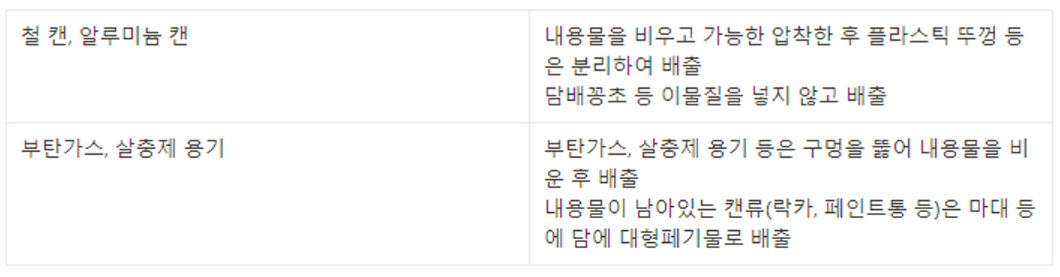 철 캔, 알루미늄 캔
내용물을 비우고 가능한 압착한 후 플라스틱 뚜껑 등
은 분리하여 배출
담배꽁초 등 이물질을 넣지 않고 배출
부탄가스, 살충제 용기
부탄가스, 살충제 용기 등은 구멍을 뚫어 내용물을 비
운 후 배출
내용물이 남아있는 캔류(락카, 페인트통 등)은 마대 등
에 담에 대형페기물로 배출